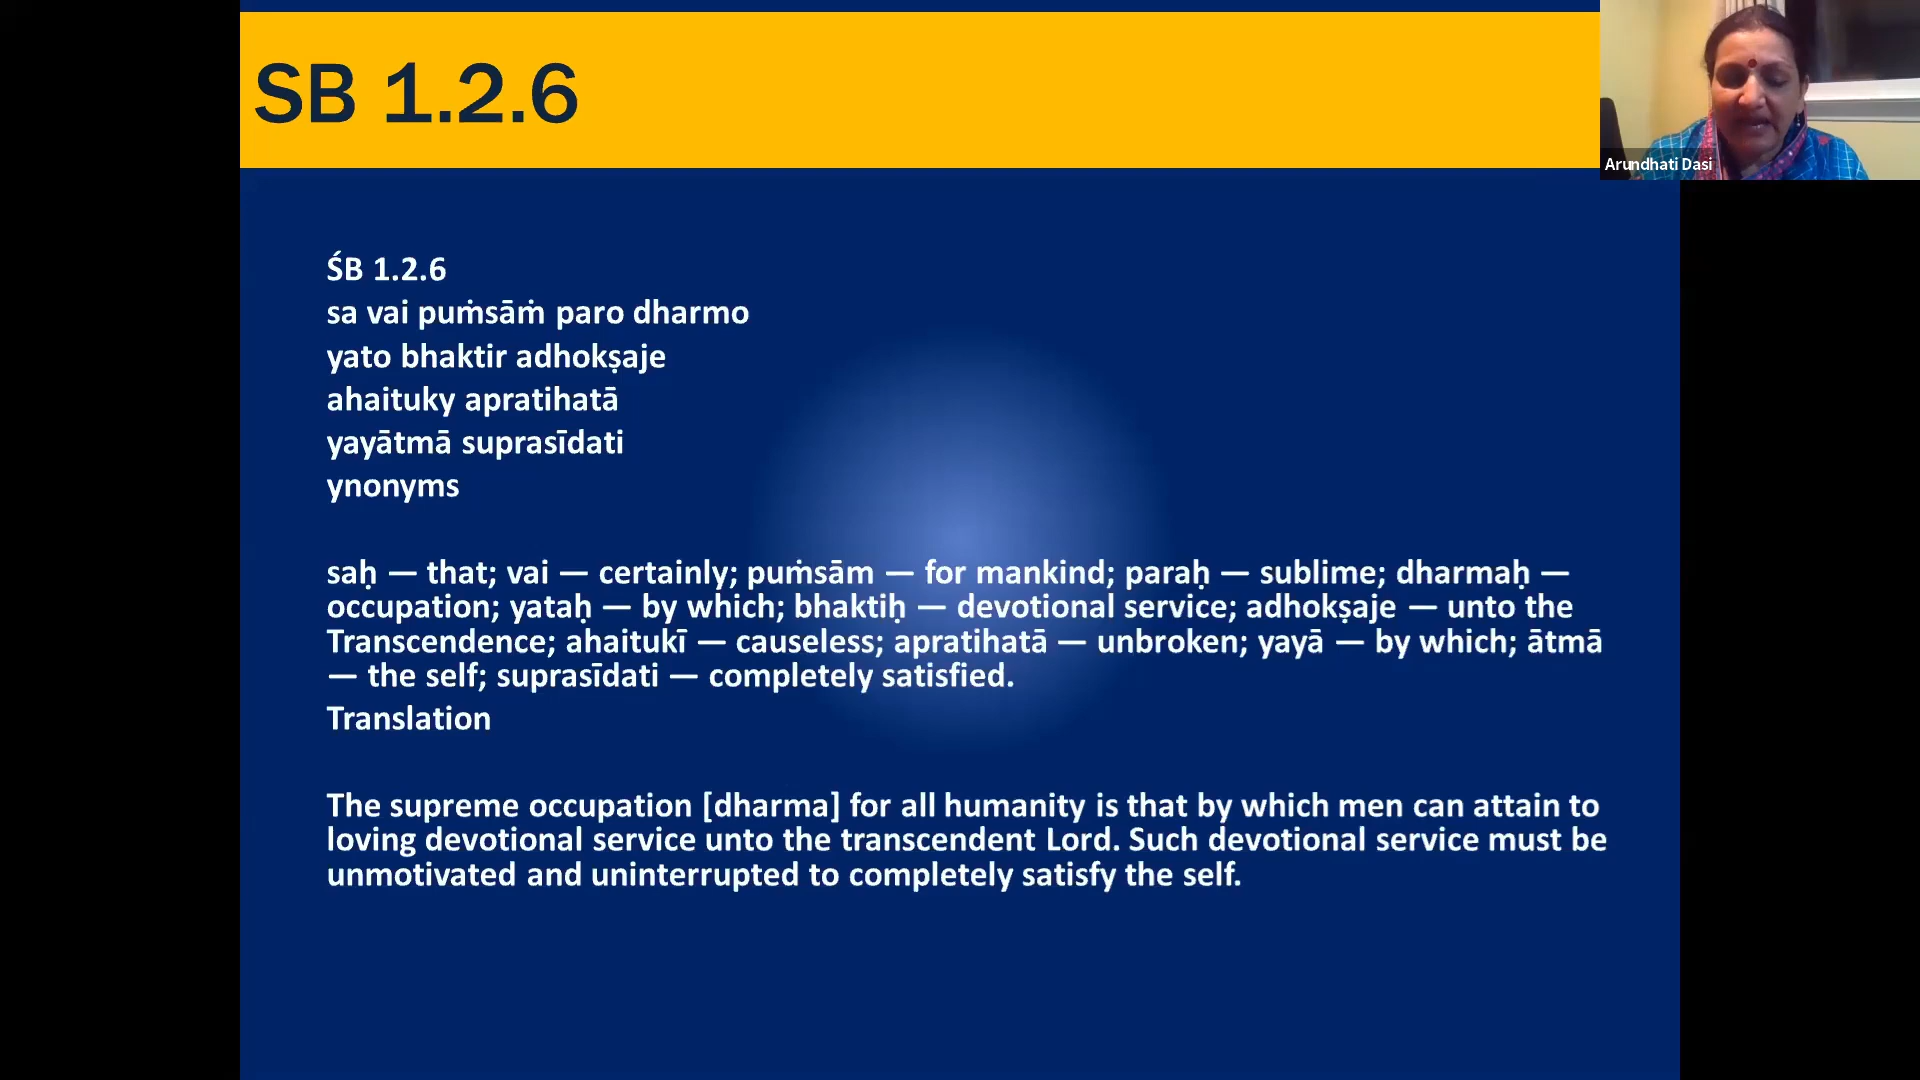 SB 1.2.6
Arundhati Dasi
ŚB 1.2.6
sa vai puṁsāṁ paro dharmo
yato bhaktir adhokṣaje
ahaituky apratihatā
yayātmā suprasīdati
ynonyms
saḥ — that; vai — certainly; puṁsām — for mankind; paraḥ — sublime; dharmaḥ —
occupation; yataḥ — by which; bhaktiḥ — devotional service; adhokṣaje — unto the
Transcendence; ahaitukī — causeless; apratihatā — unbroken; yayā — by which; ātmā
— the self; suprasīdati — completely satisfied.
Translation
The supreme occupation [dharma] for all humanity is that by which men can attain to
loving devotional service unto the transcendent Lord. Such devotional service must be
unmotivated and uninterrupted to completely satisfy the self.